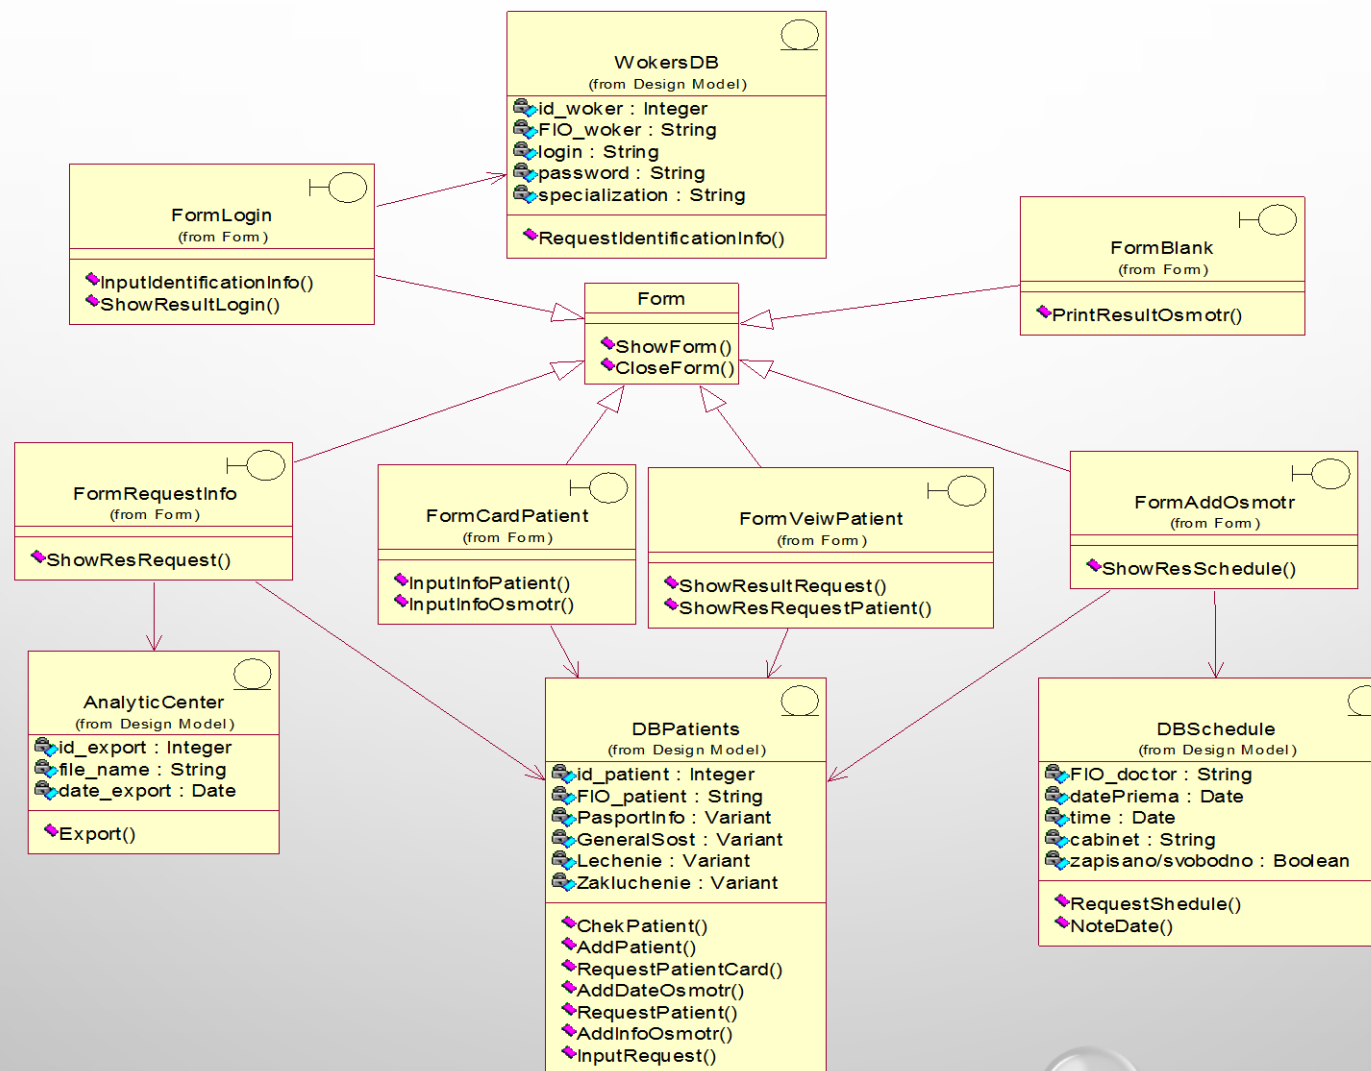 WokersDB
(from Design Model)
id_woker : Integer
FIO_woker : String
login : String
password : String
specialization : String
RequestIdentificationInfo()
FormLogin
(from Form)
InputIdentificationInfo()
ShowResultLogin()
FormBlank
(from Form)
PrintResultOsmotr()
Form
ShowForm()
CloseForm()
FormRequestInfo
(from Form)
ShowResRequest()
FormCardPatient
(from Form)
InputInfoPatient()
InputInfoOsmotr()
FormVeiwPatient
(from Form)
ShowResultRequest()
ShowResRequestPatient()
FormAddOsmotr
(from Form)
ShowResSchedule()
AnalyticCenter
(from Design Model)
id_export : Integer
file_name : String
date_export : Date
Export()
DBPatients
(from Design Model)
id_patient : Integer
FIO_patient : String
PasportInfo : Variant
GeneralSost : Variant
Lechenie : Variant
Zakluchenie : Variant
ChekPatient()
AddPatient()
RequestPatientCard()
AddDateOsmotr()
RequestPatient()
AddInfoOsmotr()
InputRequest()
DBSchedule
(from Design Model)
FIO_doctor : String
datePriema : Date
time : Date
cabinet : String
zapisano/svobodno : Boolean
RequestShedule()
NoteDate()